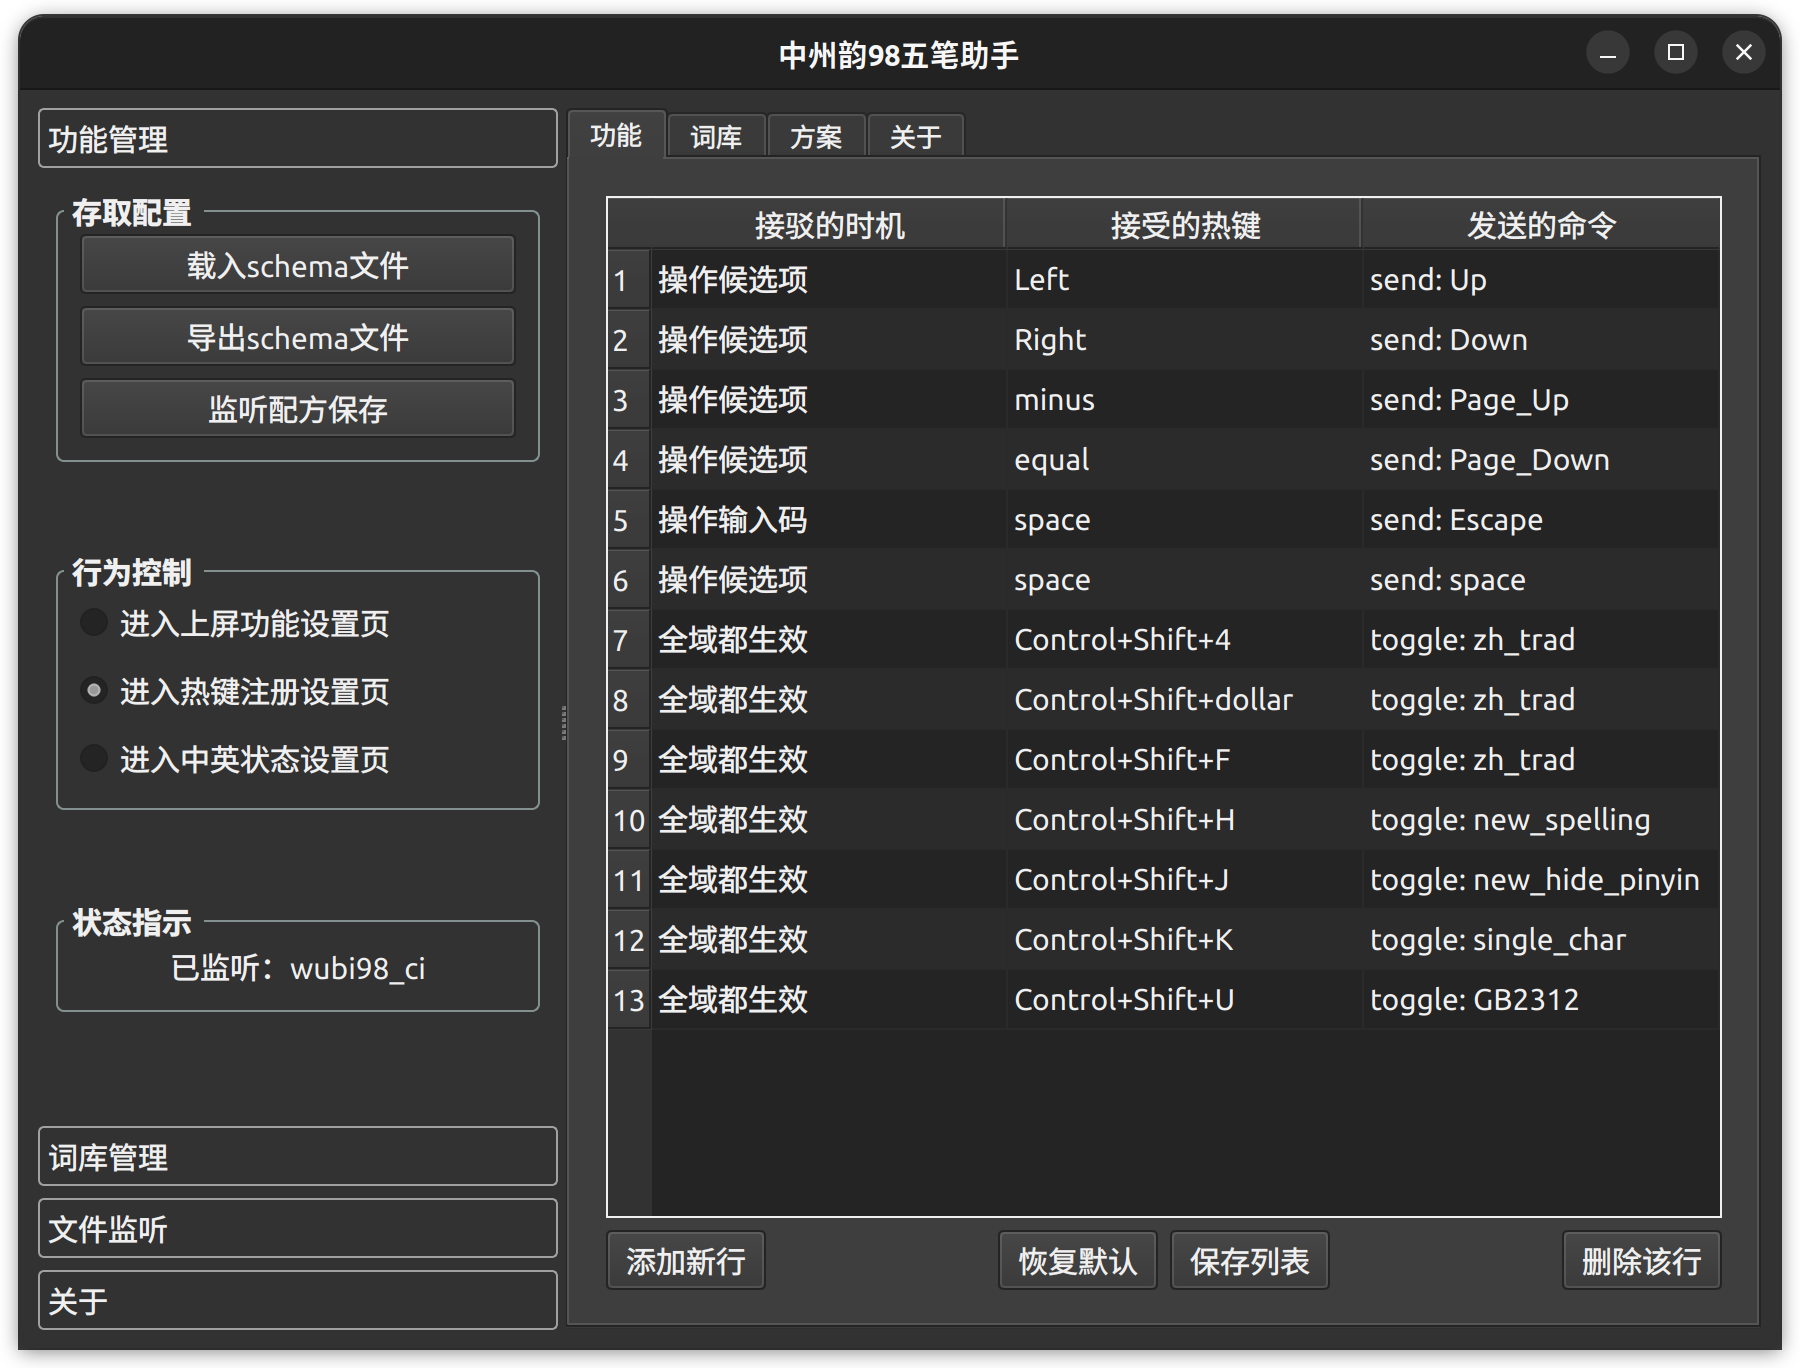 中州韵98五笔助手
功能管理
存取配置
载入schema文件
导出schema文件
监听配方保存
行为控制
进入上屏功能设置页
进入热键注册设置页
进入中英状态设置页
状态指示
已监听：wubi98_ci
词库管理
文件监听
关于
功能 词库 方案 关于
接驳的时机 接受的热键 发送的命令
1 操作候选项 Left send: Up
2 操作候选项 Right send: Down
3 操作候选项 minus send: Page_Up
4 操作候选项 equal send: Page_Down
5 操作输入码 space send: Escape
6 操作候选项 space send: space
7 全域都生效 Control+Shift+4 toggle: zh_trad
8 全域都生效 Control+Shift+dollar toggle: zh_trad
9 全域都生效 Control+Shift+F toggle: zh_trad
10 全域都生效 Control+Shift+H toggle: new_spelling
11 全域都生效 Control+Shift+J toggle: new_hide_pinyin
12 全域都生效 Control+Shift+K toggle: single_char
13 全域都生效 Control+Shift+U toggle: GB2312
添加新行 恢复默认 保存列表 删除该行